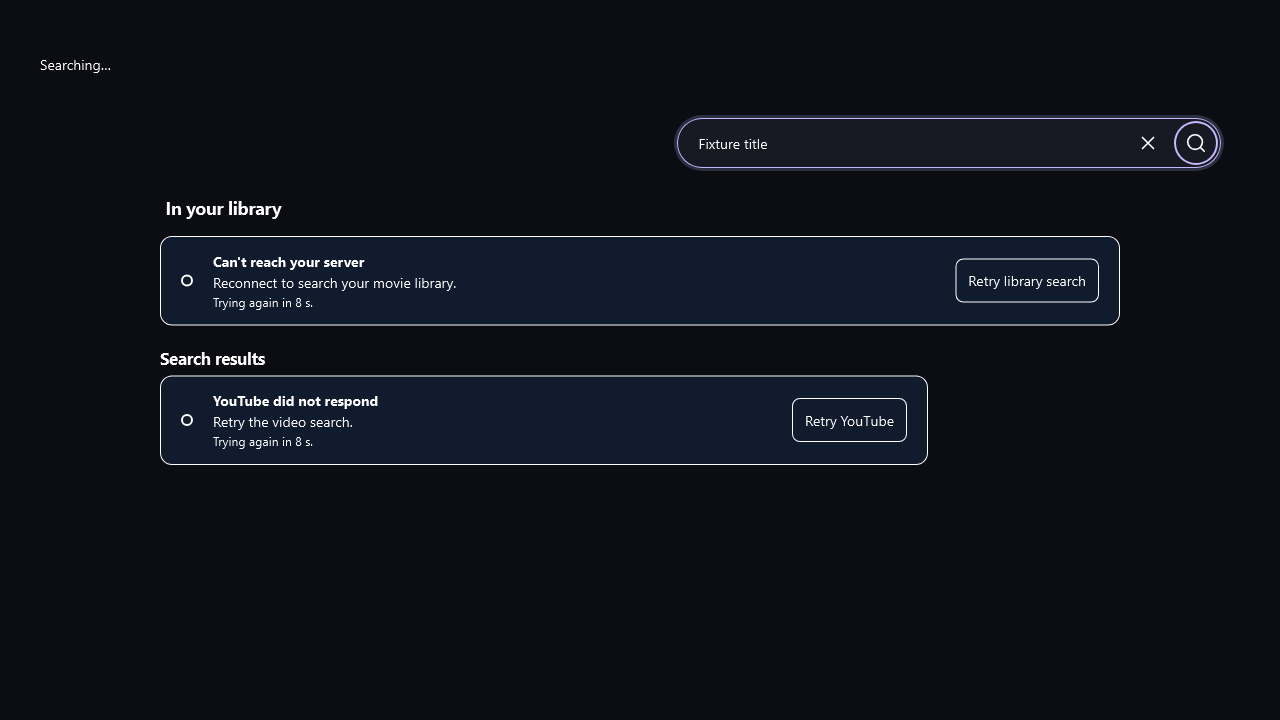 Searching...
Fixture title
In your library
Can't reach your server
Reconnect to search your movie library.
Trying again in 8 s.
Retry library search
Search results
YouTube did not respond
Retry the video search.
Trying again in 8 s.
Retry YouTube